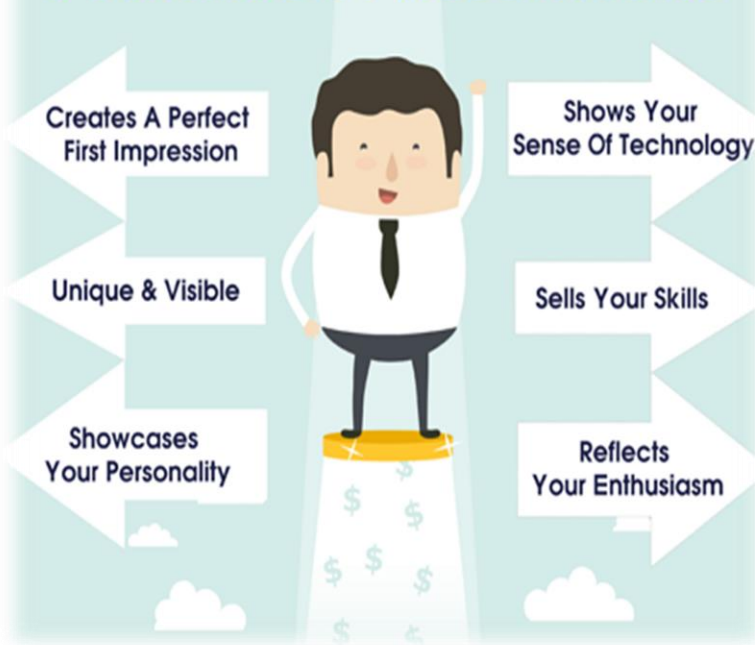 Creates A Perfect
First Impression
Unique & Visible
Showcases
Your Personality
Shows Your
Sense Of Technology
Sells Your Skills
Reflects
Your Enthusiasm
$
$
$
$
$
$
$
$